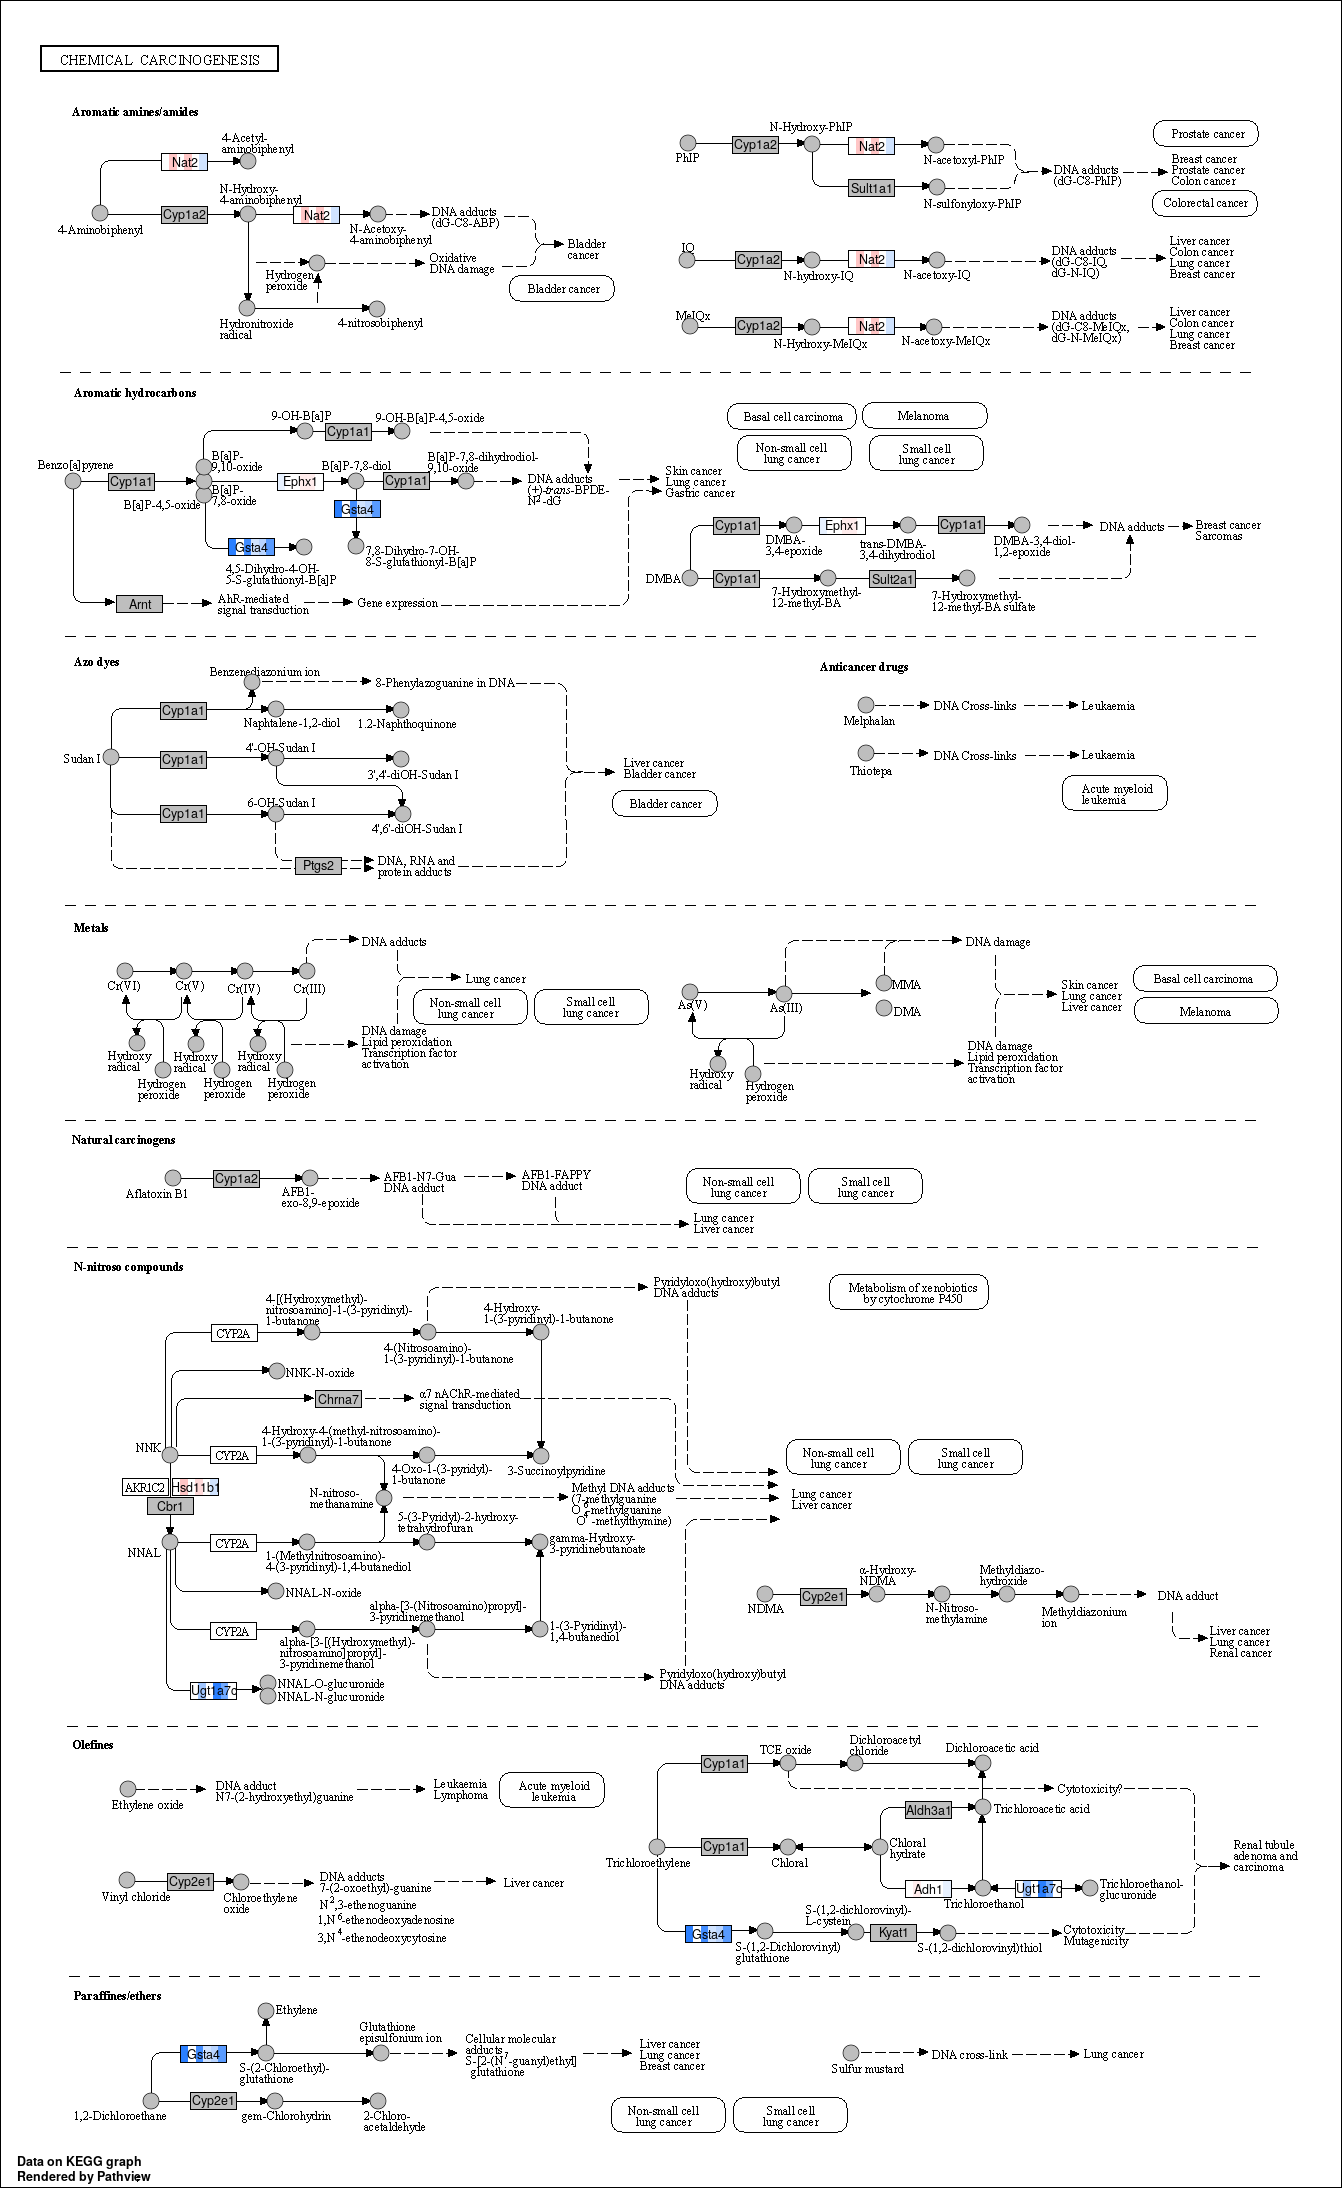 CHEMICAL CARCINOGENESIS
Aromatic amines/amides
4-Acetyl-
aminobiphenyl
Nat2
N-Hydroxy-
4-aminobiphenyl
Cyp1a2
Nat2
4-Aminobiphenyl
N-Acetoxy-
4-aminobiphenyl
DNA adducts
(dG-C8-ABP)
Bladder
cancer
Oxidative
DNA damage
Hydrogen
peroxide
Bladder cancer
Hydronitroxide
radical
4-nitrosobiphenyl
N-Hydroxy-PhIP
PhIP
Cyp1a2
Nat2
N-acetoxyl-PhIP
Sult1a1
N-sulfonyloxy-PhIP
DNA adducts
(dG-C8-PhIP)
Prostate cancer
Breast cancer
Prostate cancer
Colon cancer
Colorectal cancer
IQ
Cyp1a2
Nat2
N-hydroxy-IQ
N-acetoxy-IQ
DNA adducts
(dG-C8-IQ,
dG-N-IQ)
Liver cancer
Colon cancer
Lung cancer
Breast cancer
MeIQx
Cyp1a2
Nat2
N-Hydroxy-MeIQx
N-acetoxy-MeIQx
DNA adducts
(dG-C8-MeIQx,
dG-N-MeIQx)
Liver cancer
Colon cancer
Lung cancer
Breast cancer
Aromatic hydrocarbons
9-OH-B[a]P
9-OH-B[a]P-4,5-oxide
Cyp1a1
Benzo[a]pyrene
Cyp1a1
B[a]P-
9,10-oxide
B[a]P-
7,8-oxide
B[a]P-4,5-oxide
Ephx1
B[a]P-7,8-diol
Cyp1a1
B[a]P-7,8-dihydrodiol-
9,10-oxide
DNA adducts
(+)-trans-BPDE-
N2-dG
Skin cancer
Lung cancer
Gastric cancer
Gsta4
7,8-Dihydro-7-OH-
8-S-glutathionyl-B[a]P
Gsta4
4,5-Dihydro-4-OH-
5-S-glutathionyl-B[a]P
Arnt
AhR-mediated
signal transduction
Gene expression
Basal cell carcinoma
Melanoma
Non-small cell
lung cancer
Small cell
lung cancer
Cyp1a1
DMBA-
3,4-epoxide
Ephx1
trans-DMBA-
3,4-dihydrodiol
Cyp1a1
DMBA-3,4-diol-
1,2-epoxide
DNA adducts
Breast cancer
Sarcomas
DMBA
Cyp1a1
7-Hydroxymethyl-
12-methyl-BA
Sult2a1
7-Hydroxymethyl-
12-methyl-BA sulfate
Azo dyes
Benzenediazonium ion
8-Phenylazoguanine in DNA
Cyp1a1
Naphtalene-1,2-diol
1.2-Naphthoquinone
Sudan I
Cyp1a1
4'-OH-Sudan I
3',4'-diOH-Sudan I
Cyp1a1
6-OH-Sudan I
4',6'-diOH-Sudan I
Ptgs2
DNA, RNA and
protein adducts
Liver cancer
Bladder cancer
Bladder cancer
Anticancer drugs
Melphalan
DNA Cross-links
Leukaemia
Thiotepa
DNA Cross-links
Leukaemia
Acute myeloid
leukemia
Metals
Cr(VI)
Cr(V)
Cr(IV)
Cr(III)
DNA adducts
Lung cancer
Non-small cell
lung cancer
Small cell
lung cancer
DNA damage
Lipid peroxidation
Transcription factor
activation
Hydroxy
radical
Hydroxy
radical
Hydroxy
radical
Hydrogen
peroxide
Hydrogen
peroxide
Hydrogen
peroxide
As(V)
As(III)
MMA
DMA
DNA damage
Hydroxy
radical
Hydrogen
peroxide
DNA damage
Lipid peroxidation
Transcription factor
activation
Skin cancer
Lung cancer
Liver cancer
Basal cell carcinoma
Melanoma
Natural carcinogens
Aflatoxin B1
Cyp1a2
AFB1-
exo-8,9-epoxide
AFB1-N7-Gua
DNA adduct
AFB1-FAPPY
DNA adduct
Lung cancer
Liver cancer
Non-small cell
lung cancer
Small cell
lung cancer
N-nitroso compounds
4-[(Hydroxymethyl)-
nitrosoamino]-1-(3-pyridinyl)-
1-butanone
CYP2A
4-(Nitrosoamino)-
1-(3-pyridinyl)-1-butanone
4-Hydroxy-
1-(3-pyridinyl)-1-butanone
Pyridyloxo(hydroxy)butyl
DNA adducts
Metabolism of xenobiotics
by cytochrome P450
NNK-N-oxide
Chrna7
α7 nAChR-mediated
signal transduction
NNK
CYP2A
4-Hydroxy-4-(methyl-nitrosoamino)-
1-(3-pyridinyl)-1-butanone
4-Oxo-1-(3-pyridyl)-
1-butanone
3-Succinoylpyridine
AKR1C2
Hsd11b1
Cbr1
N-nitroso-
methanamine
Methyl DNA adducts
(7-methylguanine
O6-methylguanine
O4-methylthymine)
Lung cancer
Liver cancer
Non-small cell
lung cancer
Small cell
lung cancer
5-(3-Pyridyl)-2-hydroxy-
tetrahydrofuran
NNAL
CYP2A
1-(Methylnitrosoamino)-
4-(3-pyridinyl)-1,4-butanediol
gamma-Hydroxy-
3-pyridinebutanoate
NNAL-N-oxide
alpha-[3-(Nitrosoamino)propyl]-
3-pyridinemethanol
CYP2A
alpha-[3-[(Hydroxymethyl)-
nitrosoamino]propyl]-
3-pyridinemethanol
1-(3-Pyridinyl)-
1,4-butanediol
Ugt1a7c
NNAL-O-glucuronide
NNAL-N-glucuronide
Pyridyloxo(hydroxy)butyl
DNA adducts
NDMA
Cyp2e1
α-Hydroxy-
NDMA
N-Nitroso-
methylamine
Methyldiazo-
hydroxide
Methyldiazonium
ion
DNA adduct
Liver cancer
Lung cancer
Renal cancer
Olefines
Ethylene oxide
DNA adduct
N7-(2-hydroxyethyl)guanine
Leukaemia
Lymphoma
Acute myeloid
leukemia
Vinyl chloride
Cyp2e1
Chloroethylene
oxide
DNA adducts
7-(2-oxoethyl)-guanine
N2,3-ethenoguanine
1,N6-ethenodeoxyadenosine
3,N4-ethenodeoxycytosine
Liver cancer
Cyp1a1
TCE oxide
Dichloroacetyl
chloride
Dichloroacetic acid
Cytotoxicity?
Aldh3a1
Trichloroacetic acid
Trichloroethylene
Cyp1a1
Chloral
Chloral
hydrate
Renal tubule
adenoma and
carcinoma
Adh1
Trichloroethanol
Ugt1a7c
Trichloroethanol-
glucuronide
Gsta4
S-(1,2-Dichlorovinyl)
glutathione
S-(1,2-dichlorovinyl)-
L-cystein
Kyat1
S-(1,2-dichlorovinyl)thiol
Cytotoxicity
Mutagenicity
Paraffines/ethers
Ethylene
Gsta4
S-(2-Chloroethyl)-
glutathione
Glutathione
episulfonium ion
Cellular molecular
adducts
S-[2-(N7-guanyl)ethyl]
glutathione
Liver cancer
Lung cancer
Breast cancer
1,2-Dichloroethane
Cyp2e1
gem-Chlorohydrin
2-Chloro-
acetaldehyde
Non-small cell
lung cancer
Small cell
lung cancer
Sulfur mustard
DNA cross-link
Lung cancer
Data on KEGG graph
Rendered by Pathview